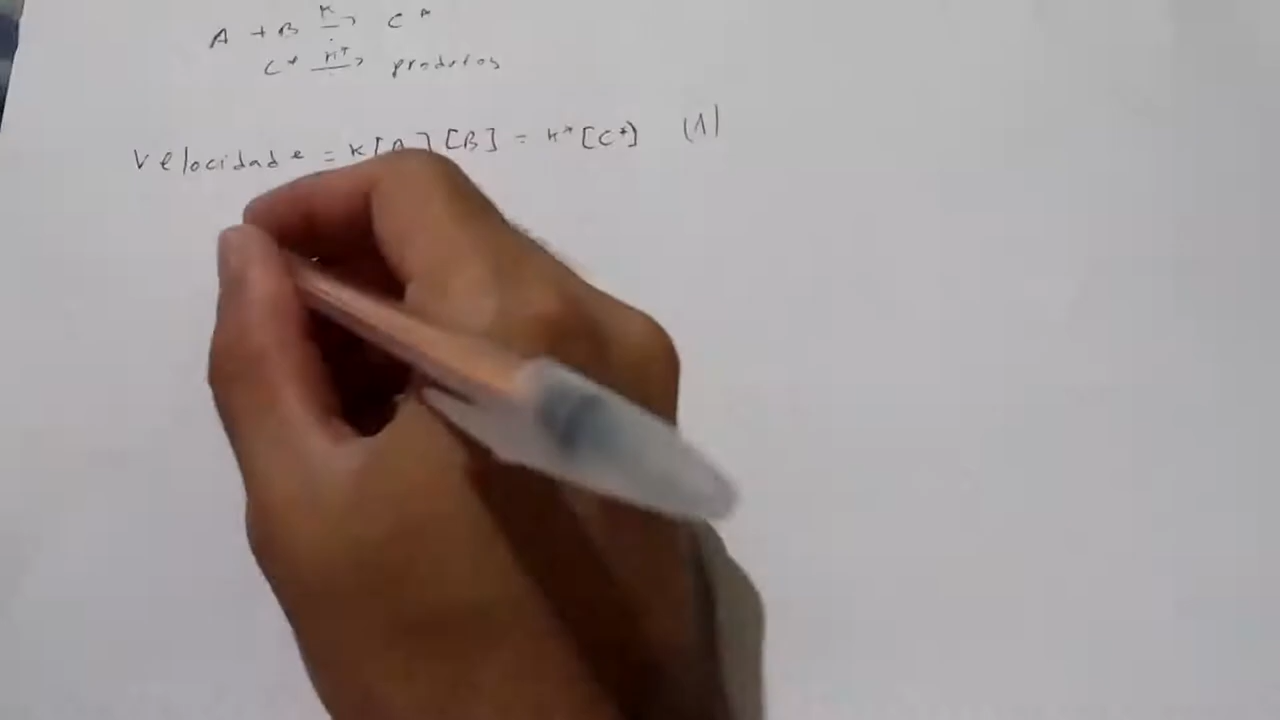 A + B K → C*
C* K* → produtos
Velocidade = K[A][B] = K*[C*] (1)